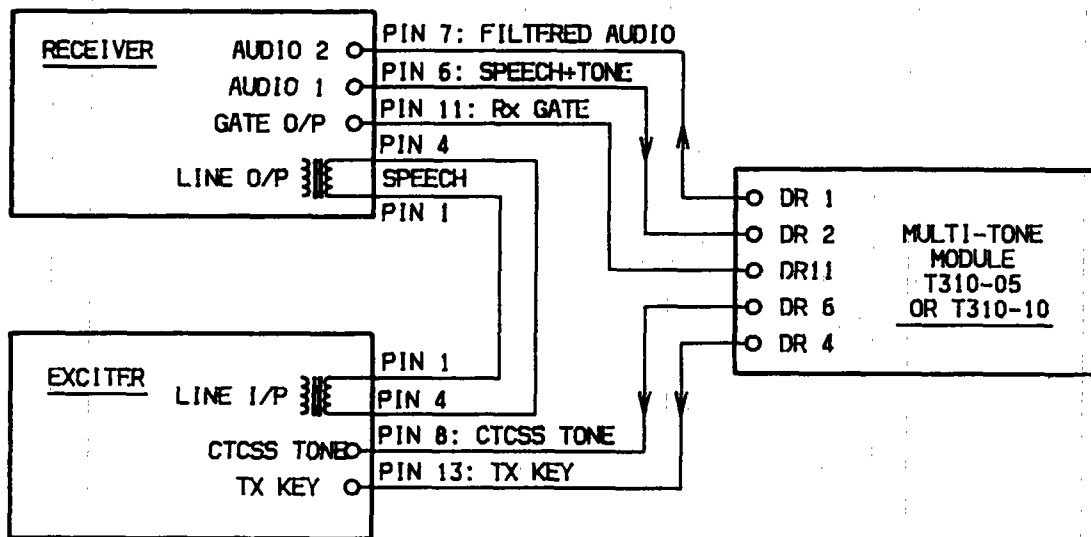 RECEIVER
AUDIO 2
AUDIO 1
GATE O/P
LINE O/P
PIN 7: FILTFRED AUDIO
PIN 6: SPEECH+TONE
PIN 11: Rx GATE
PIN 4
SPEECH
PIN 1
EXCITFR
LINE I/P
CTCSS TONE
TX KEY
PIN 1
PIN 4
PIN 8: CTCSS TONE
PIN 13: TX KEY
DR 1
DR 2
DR11
DR 6
DR 4
MULTI-TONE
MODULE
T310-05
OR T310-10